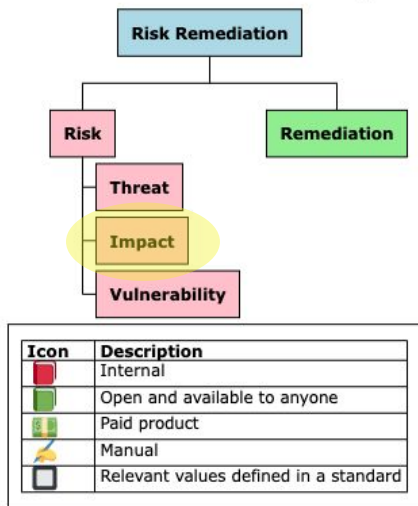 Risk Remediation
Risk
Remediation
Threat
Impact
Vulnerability
Icon Description
Internal
Open and available to anyone
Paid product
Manual
Relevant values defined in a standard